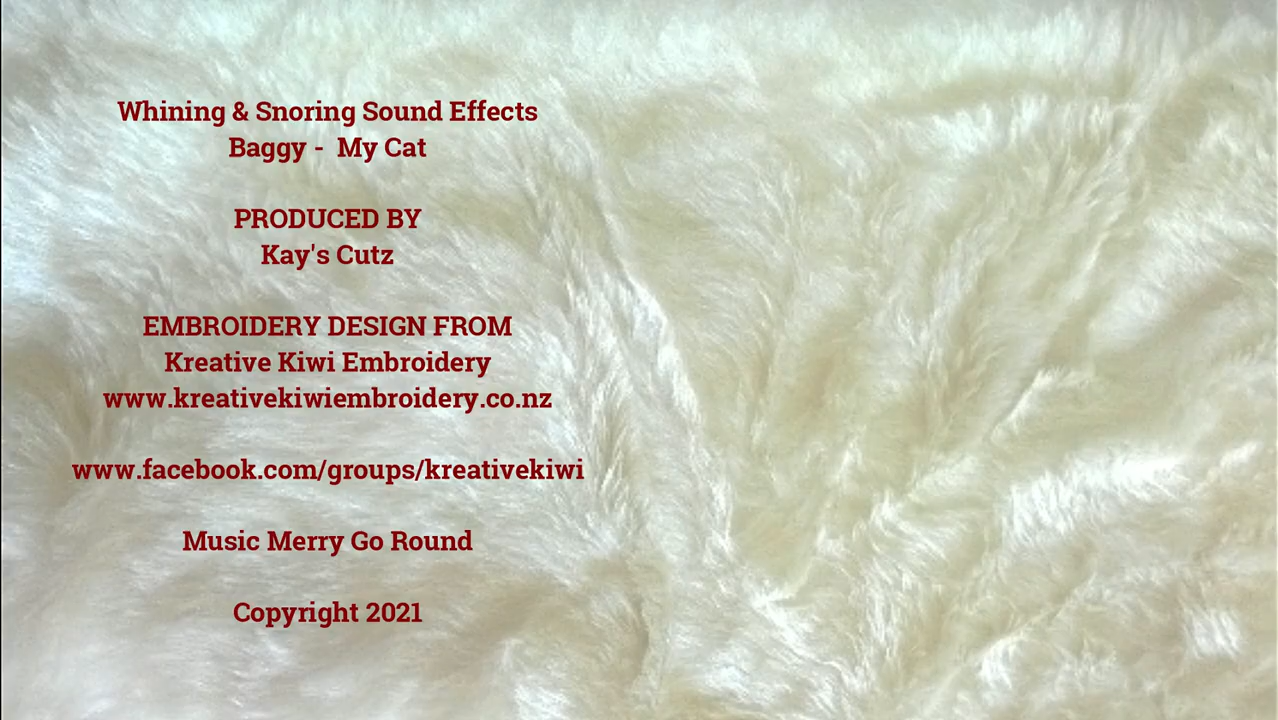 Whining & Snoring Sound Effects
Baggy -  My Cat
PRODUCED BY
Kay's Cutz
EMBROIDERY DESIGN FROM
Kreative Kiwi Embroidery
www.kreativekiwiembroidery.co.nz
www.facebook.com/groups/kreativekiwi
Music Merry Go Round
Copyright 2021